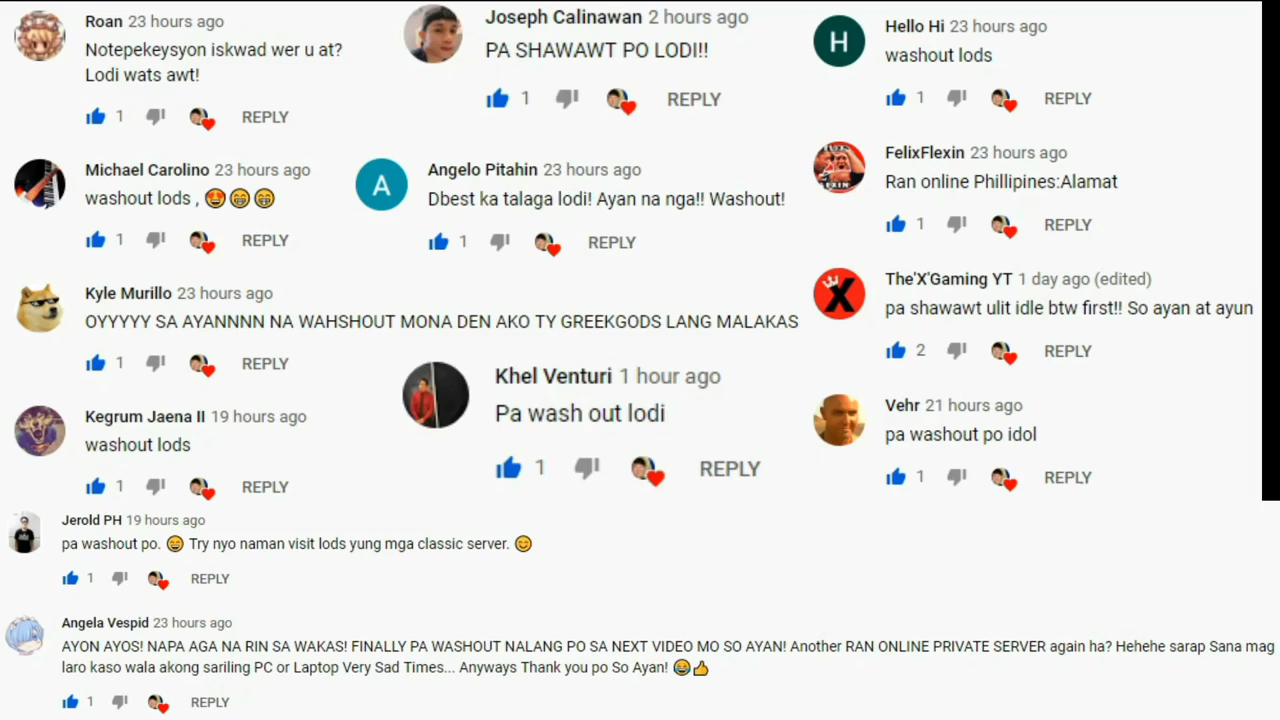 Roan 23 hours ago
Notepekeysyon iskwad wer u at?
Lodi wats awt!
1 REPLY
Joseph Calinawan 2 hours ago
PA SHAWAWT PO LODI!!
1 REPLY
H
Hello Hi 23 hours ago
washout lods
1 REPLY
Michael Carolino 23 hours ago
washout lods , 😍😁😁
1 REPLY
A
Angelo Pitahin 23 hours ago
Dbest ka talaga lodi! Ayan na nga!! Washout!
1 REPLY
FelixFlexin 23 hours ago
Ran online Phillipines:Alamat
1 REPLY
Kyle Murillo 23 hours ago
OYYYYY SA AYANNNN NA WAHSHOUT MONA DEN AKO TY GREEKGODS LANG MALAKAS
1 REPLY
X
The'X'Gaming YT 1 day ago (edited)
pa shawawt ulit idle btw first!! So ayan at ayun
2 REPLY
Khel Venturi 1 hour ago
Pa wash out lodi
1 REPLY
Kegrum Jaena II 19 hours ago
washout lods
1 REPLY
Vehr 21 hours ago
pa washout po idol
1 REPLY
Jerold PH 19 hours ago
pa washout po. 😄 Try nyo naman visit lods yung mga classic server. 😊
1 REPLY
Angela Vespid 23 hours ago
AYON AYOS! NAPA AGA NA RIN SA WAKAS! FINALLY PA WASHOUT NALANG PO SA NEXT VIDEO MO SO AYAN! Another RAN ONLINE PRIVATE SERVER again ha? Hehehe sarap Sana mag
laro kaso wala akong sariling PC or Laptop Very Sad Times... Anyways Thank you po So Ayan! 😂👍
1 REPLY